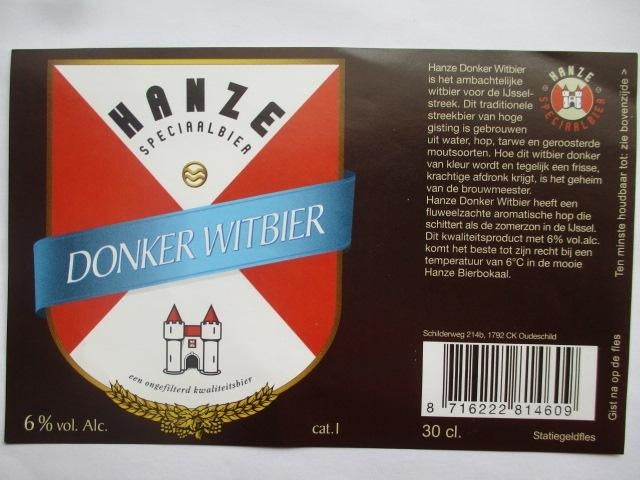 HANZE
SPECIAALBIER
DONKER WITBIER
een ongefilterd kwaliteitsbier
6 % vol. Alc.
cat. I
Hanze Donker Witbier
is het ambachtelijke
witbier voor de IJssel-
streek. Dit traditionele
streekbier van hoge
gisting is gebrouwen
uit water, hop, tarwe en geroosterde
moutsoorten. Hoe dit witbier donker
van kleur wordt en tegelijk een frisse,
krachtige afdronk krijgt, is het geheim
van de brouwmeester.
Hanze Donker Witbier heeft een
fluweelzachte aromatische hop die
schittert als de zomerzon in de IJssel.
Dit kwaliteitsproduct met 6% vol.alc.
komt het beste tot zijn recht bij een
temperatuur van 6°C in de mooie
Hanze Bierbokaal.
HANZE
SPECIAALBIER
Schilderweg 214b, 1792 CK Oudeschild
8 716222 814609
30 cl.
Statiegeldfles
Ten minste houdbaar tot: zie bovenzijde >
Gist na op de fles